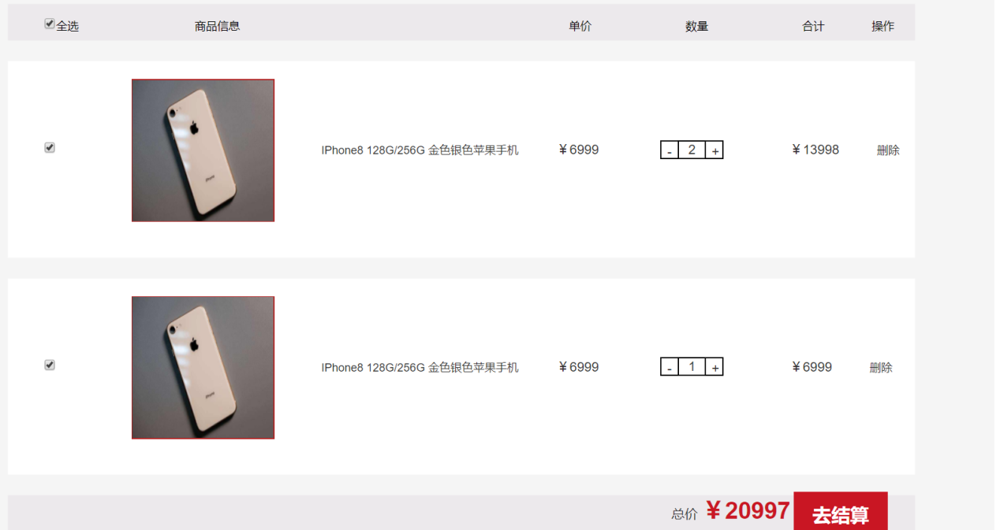 全选 商品信息 单价 数量 合计 操作
IPhone8 128G/256G 金色银色苹果手机 ¥6999 - 2 + ¥13998 删除
iPhone
IPhone8 128G/256G 金色银色苹果手机 ¥6999 - 1 + ¥6999 删除
iPhone
总价 ¥20997 去结算